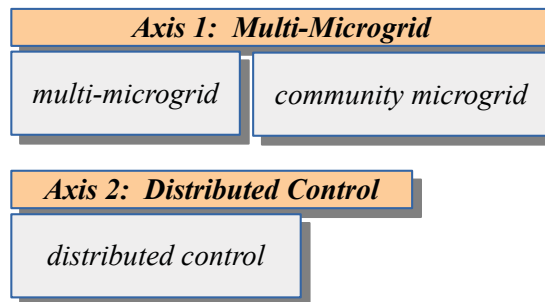 Axis 1: Multi-Microgrid
multi-microgrid community microgrid
Axis 2: Distributed Control
distributed control